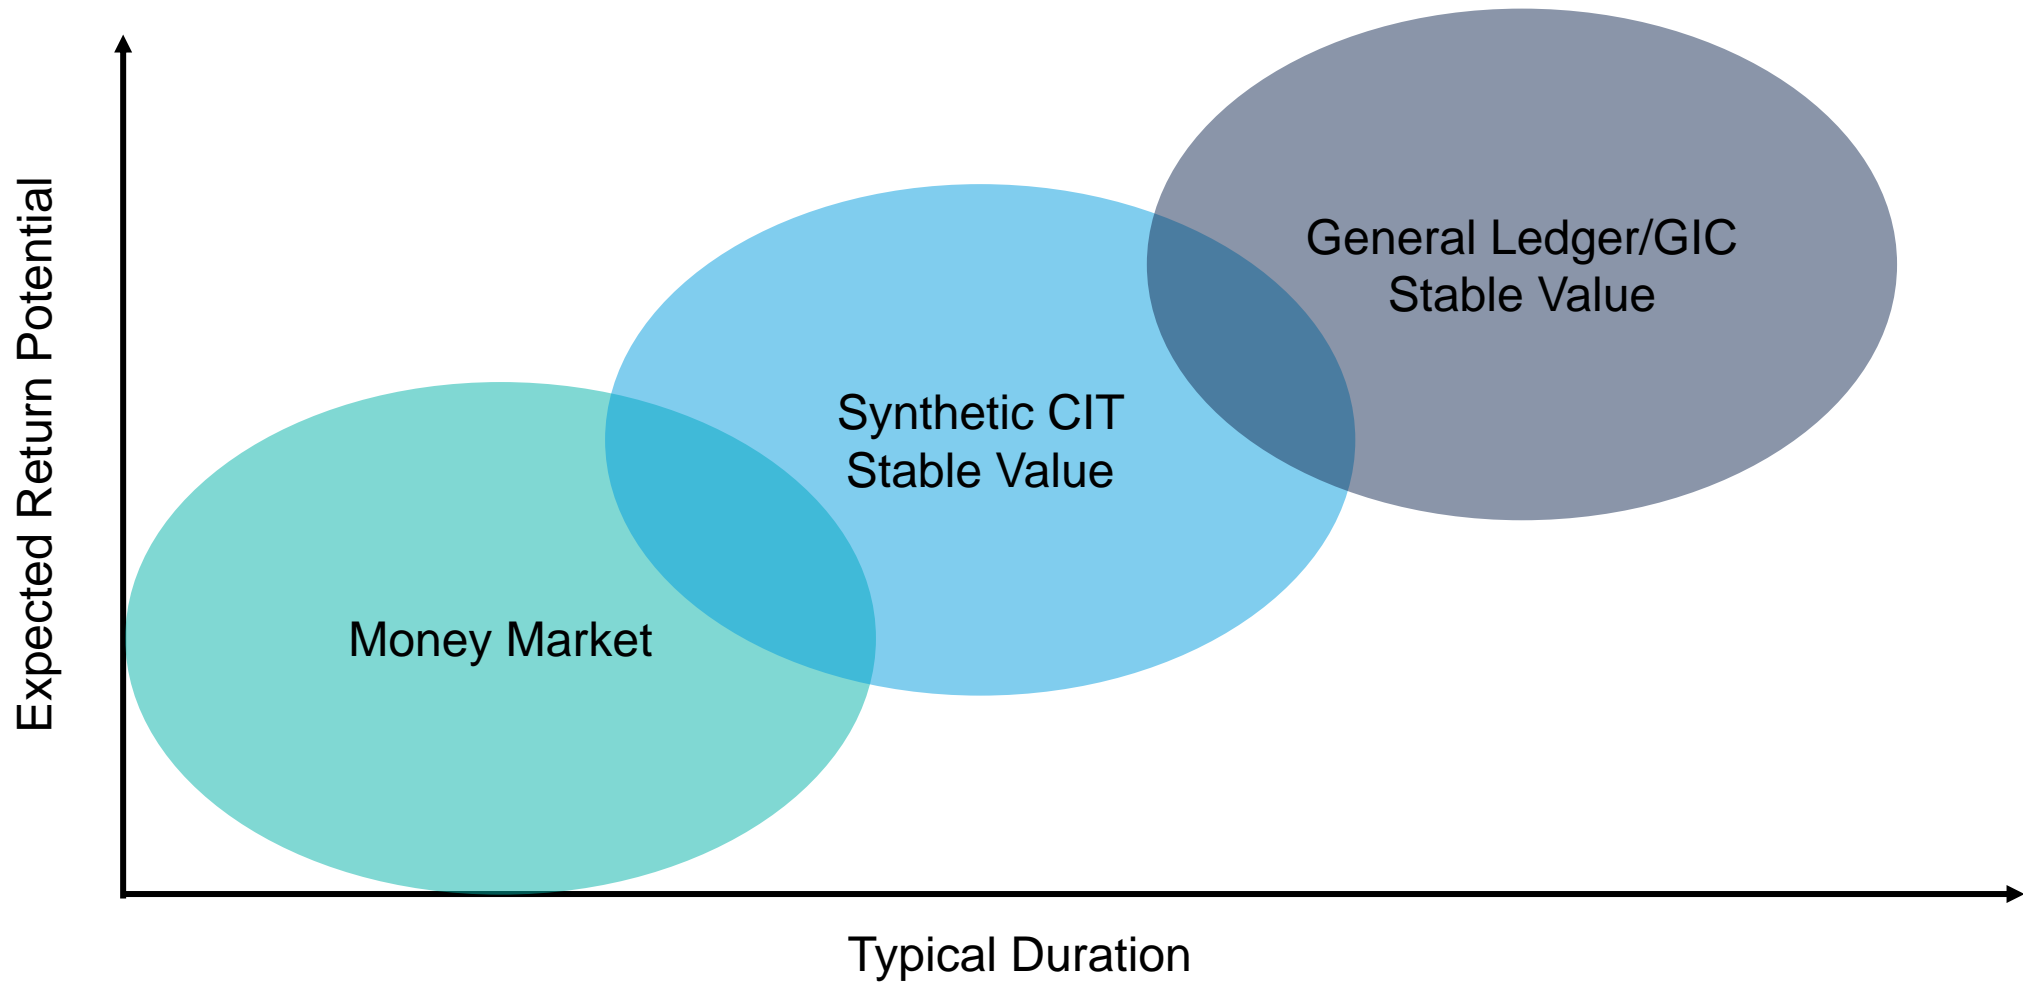 Expected Return Potential
General Ledger/GIC
Stable Value
Synthetic CIT
Stable Value
Money Market
Typical Duration